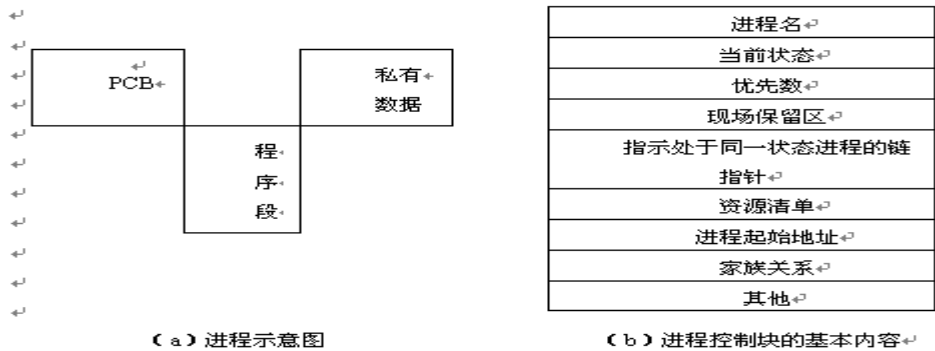 PCB
私有
数据
程
序
段
(a)进程示意图
进程名
当前状态
优先数
现场保留区
指示处于同一状态进程的链
指针
资源清单
进程起始地址
家族关系
其他
(b)进程控制块的基本内容